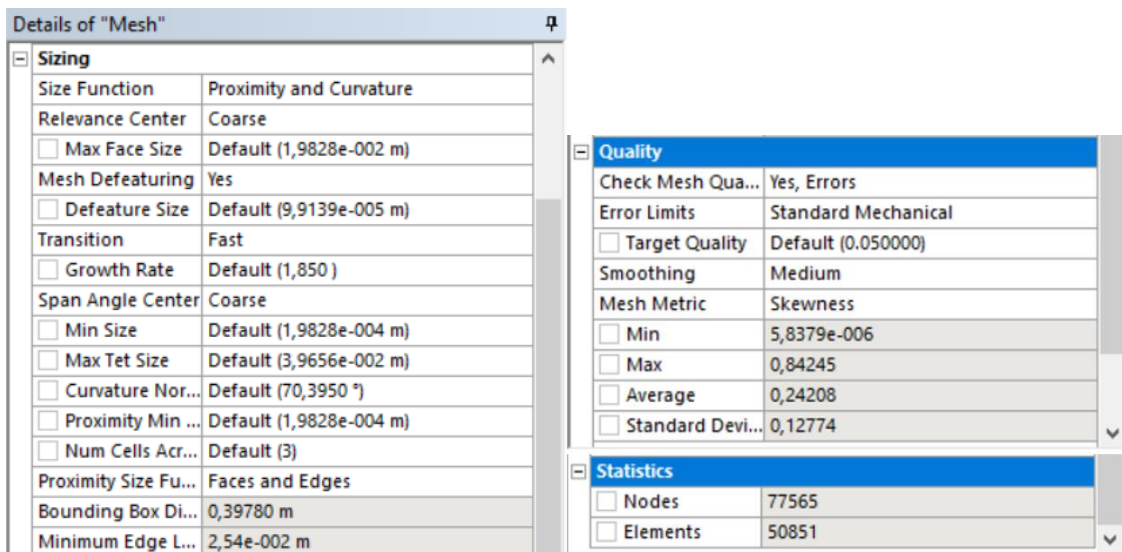 Details of "Mesh"
Sizing
Size Function Proximity and Curvature
Relevance Center Coarse
Max Face Size Default (1,9828e-002 m)
Mesh Defeaturing Yes
Defeature Size Default (9,9139e-005 m)
Transition Fast
Growth Rate Default (1,850 )
Span Angle Center Coarse
Min Size Default (1,9828e-004 m)
Max Tet Size Default (3,9656e-002 m)
Curvature Nor... Default (70,3950 °)
Proximity Min ... Default (1,9828e-004 m)
Num Cells Acr... Default (3)
Proximity Size Fu... Faces and Edges
Bounding Box Di... 0,39780 m
Minimum Edge L... 2,54e-002 m
Quality
Check Mesh Qua... Yes, Errors
Error Limits Standard Mechanical
Target Quality Default (0.050000)
Smoothing Medium
Mesh Metric Skewness
Min 5,8379e-006
Max 0,84245
Average 0,24208
Standard Devi... 0,12774
Statistics
Nodes 77565
Elements 50851